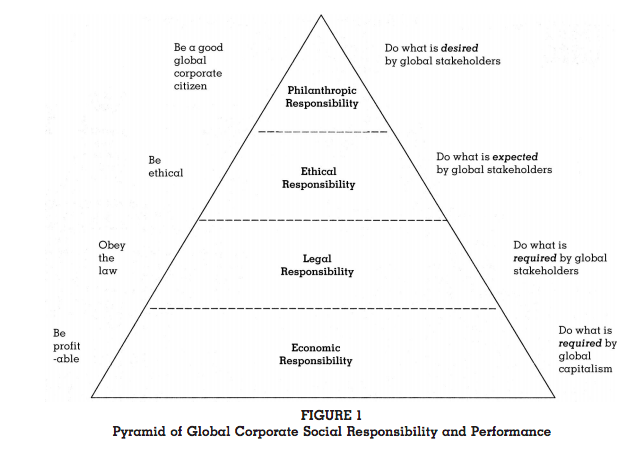 Be a good
global
corporate
citizen
Do what is desired
by global stakeholders
Philanthropic
Responsibility
Be
ethical
Ethical
Responsibility
Do what is expected
by global stakeholders
Obey
the
law
Legal
Responsibility
Do what is
required by global
stakeholders
Be
profit
-able
Economic
Responsibility
Do what is
required by
global
capitalism
FIGURE 1
Pyramid of Global Corporate Social Responsibility and Performance